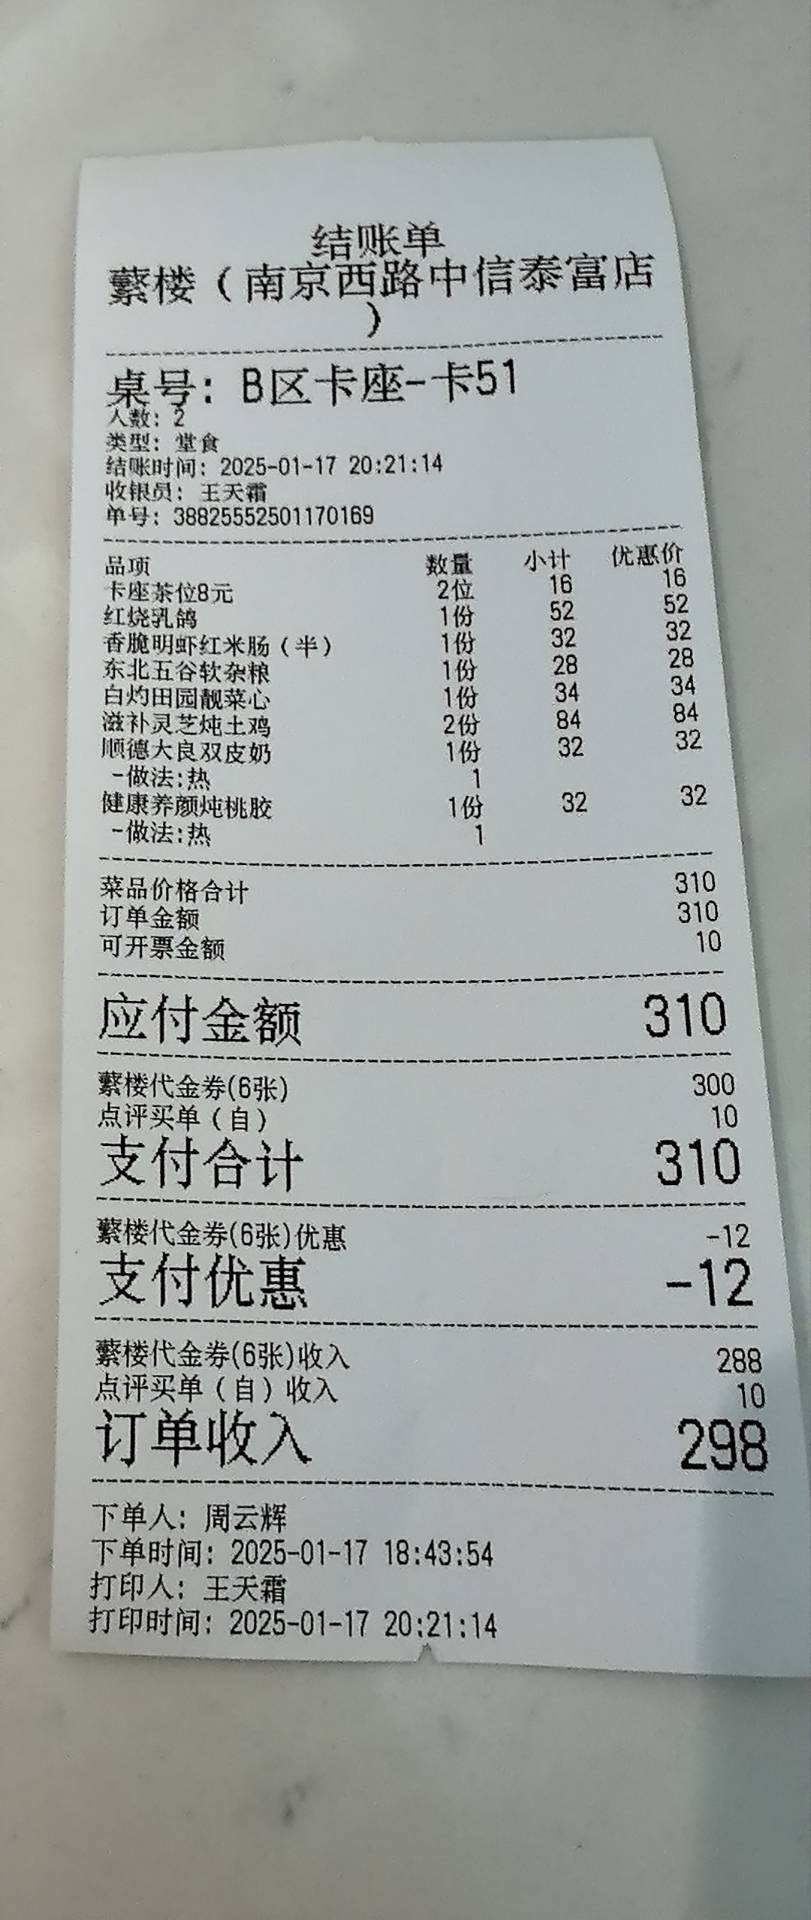 结账单
蘩楼（南京西路中信泰富店
）
桌号: B区卡座-卡51
人数: 2
类型: 堂食
结账时间: 2025-01-17 20:21:14
收银员: 王天霜
单号: 38825552501170169
品项 数量 小计 优惠价
卡座茶位8元 2位 16 16
红烧乳鸽 1份 52 52
香脆明虾红米肠（半） 1份 32 32
东北五谷软杂粮 1份 28 28
白灼田园靓菜心 1份 34 34
滋补灵芝炖土鸡 2份 84 84
顺德大良双皮奶 1份 32 32
-做法:热 1
健康养颜炖桃胶 1份 32 32
-做法:热 1
菜品价格合计 310
订单金额 310
可开票金额 10
应付金额 310
蘩楼代金券(6张) 300
点评买单（自） 10
支付合计 310
蘩楼代金券(6张)优惠 -12
支付优惠 -12
蘩楼代金券(6张)收入 288
点评买单（自）收入 10
订单收入 298
下单人: 周云辉
下单时间: 2025-01-17 18:43:54
打印人: 王天霜
打印时间: 2025-01-17 20:21:14